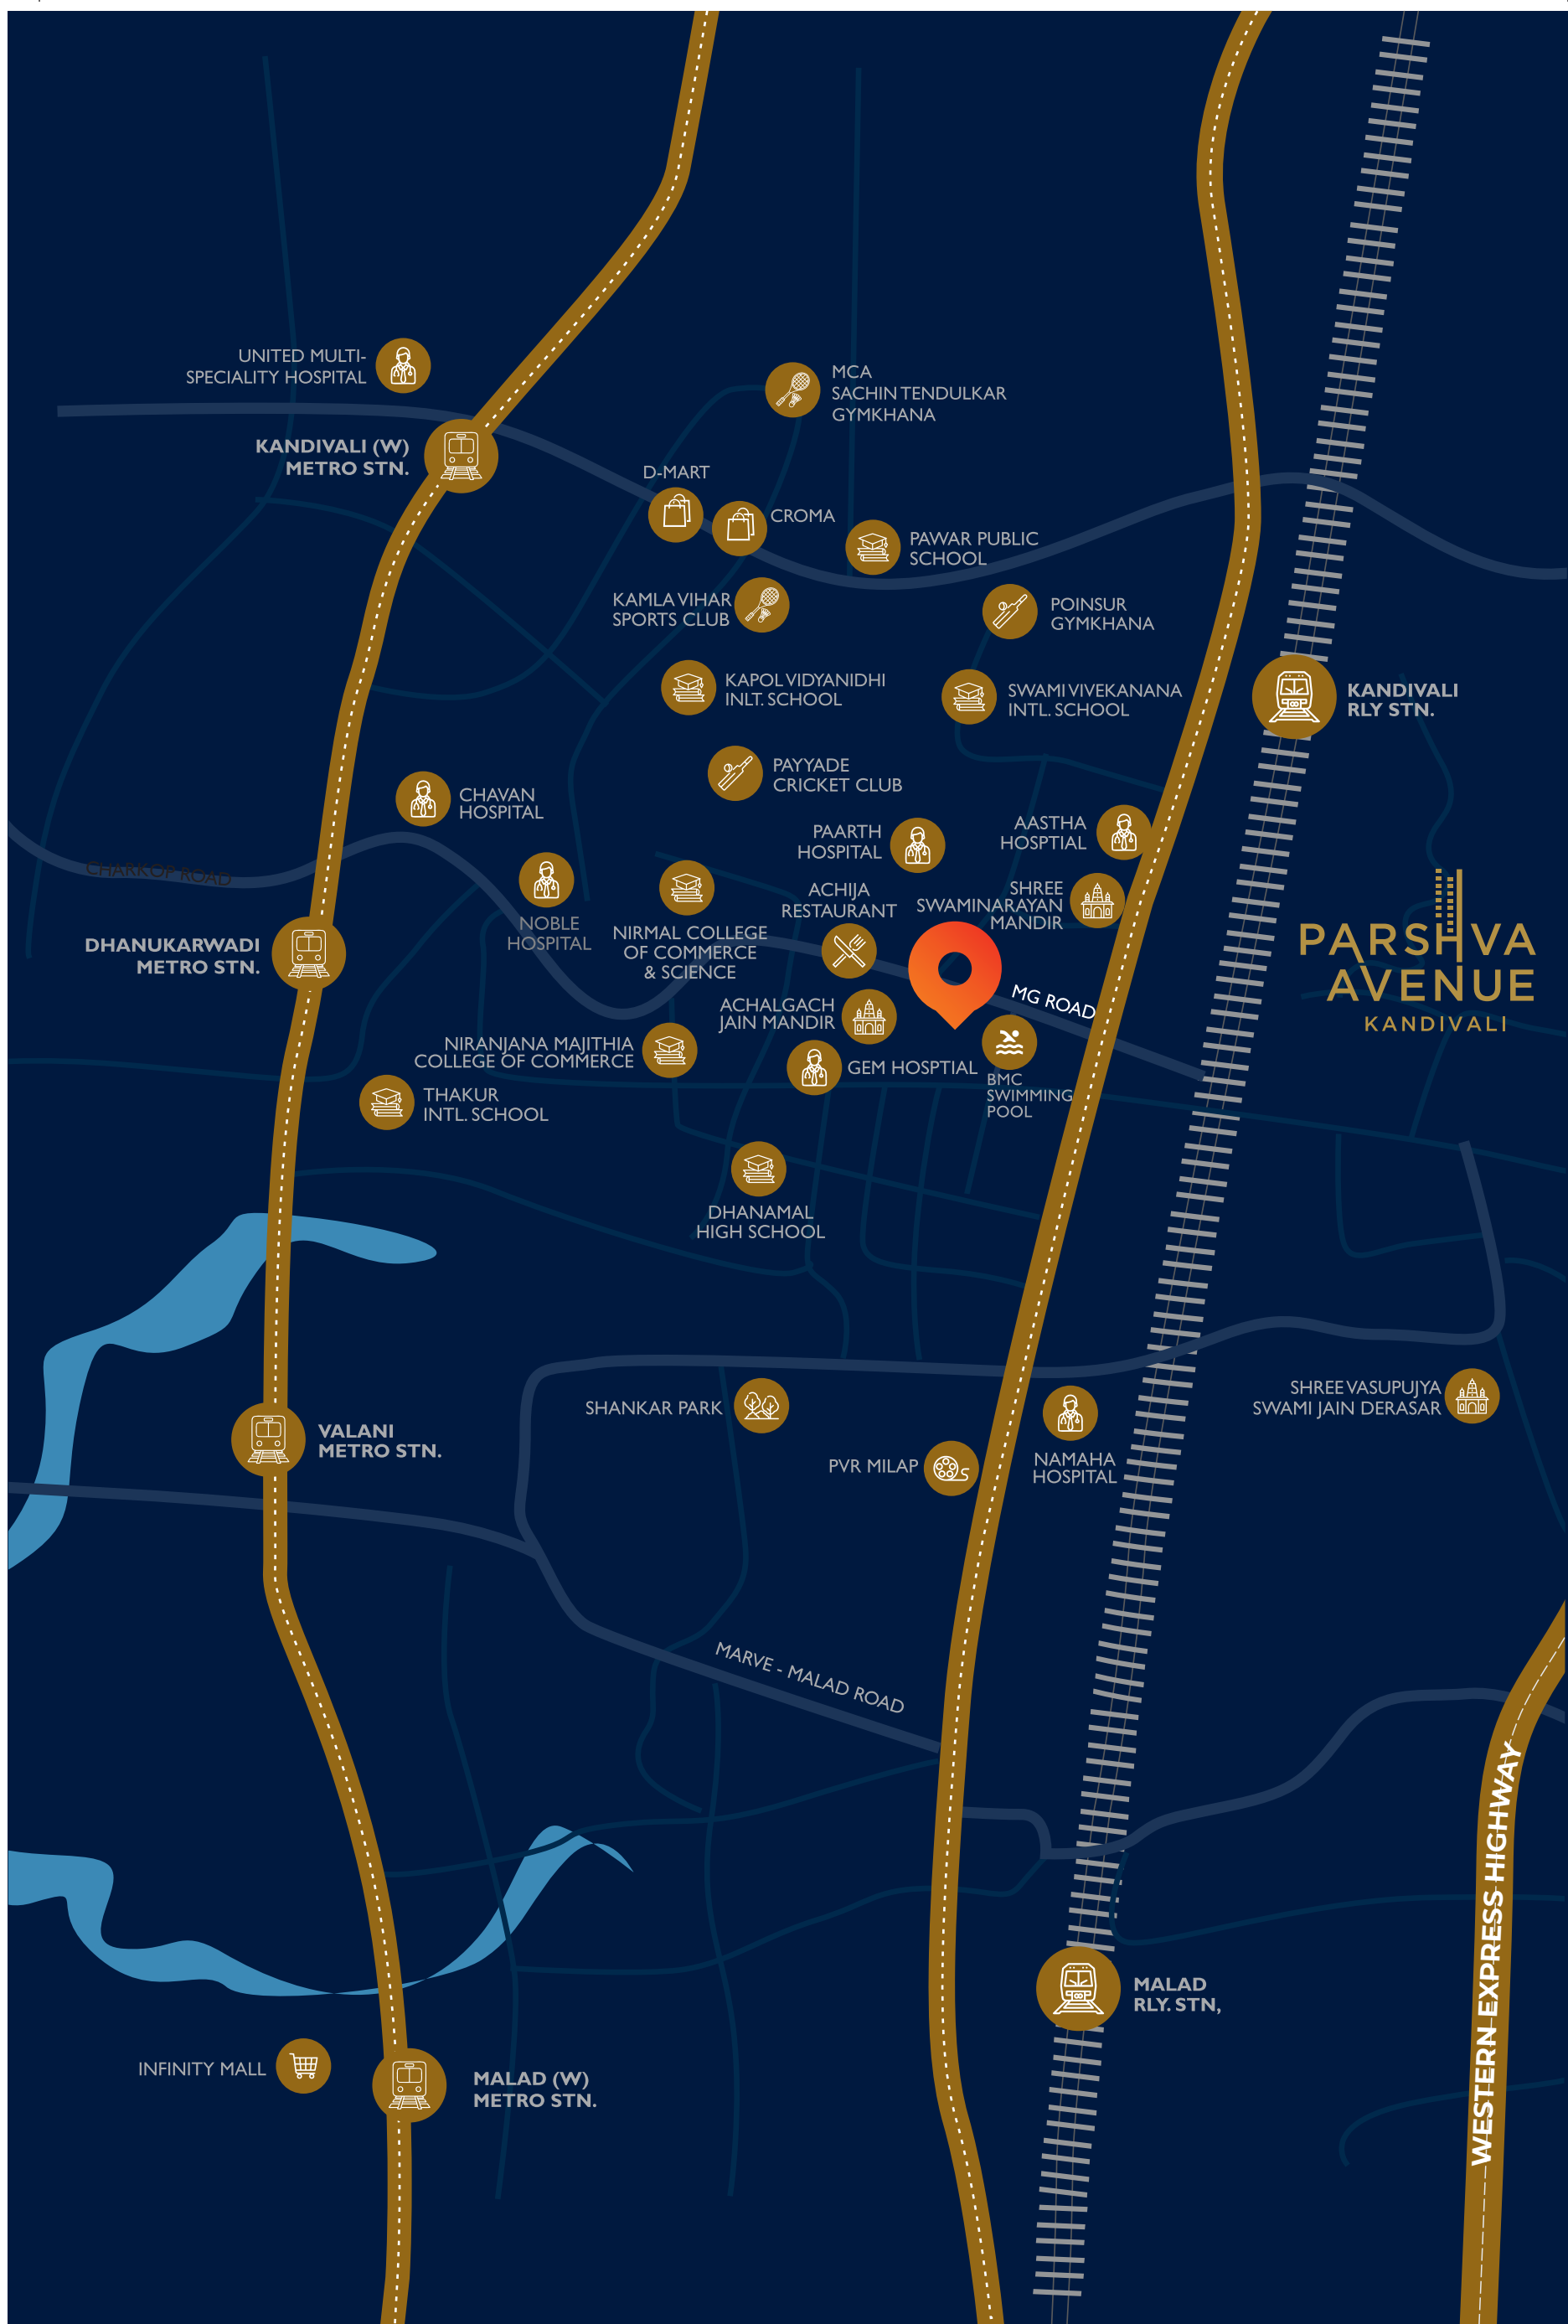 UNITED MULTI-
SPECIALITY HOSPITAL
MCA
SACHIN TENDULKAR
GYMKHANA
KANDIVALI (W)
METRO STN.
D-MART
CROMA
PAWAR PUBLIC
SCHOOL
KAMLA VIHAR
SPORTS CLUB
POINSUR
GYMKHANA
KAPOL VIDYANIDHI
INLT. SCHOOL
SWAMI VIVEKANANA
INTL. SCHOOL
KANDIVALI
RLY STN.
PAYYADE
CRICKET CLUB
CHAVAN
HOSPITAL
PAARTH
HOSPITAL
AASTHA
HOSPTIAL
CHARKOP ROAD
ACHIJA
RESTAURANT
SHREE
SWAMINARAYAN
MANDIR
NOBLE
HOSPITAL
NIRMAL COLLEGE
OF COMMERCE
& SCIENCE
PARSHVA
AVENUE
KANDIVALI
DHANUKARWADI
METRO STN.
MG ROAD
ACHALGACH
JAIN MANDIR
NIRANJANA MAJITHIA
COLLEGE OF COMMERCE
GEM HOSPTIAL
BMC
SWIMMING
POOL
THAKUR
INTL. SCHOOL
DHANAMAL
HIGH SCHOOL
SHANKAR PARK
SHREE VASUPUJYA
SWAMI JAIN DERASAR
VALANI
METRO STN.
PVR MILAP
NAMAHA
HOSPITAL
MARVE - MALAD ROAD
WESTERN EXPRESS HIGHWAY
MALAD
RLY. STN,
INFINITY MALL
MALAD (W)
METRO STN.